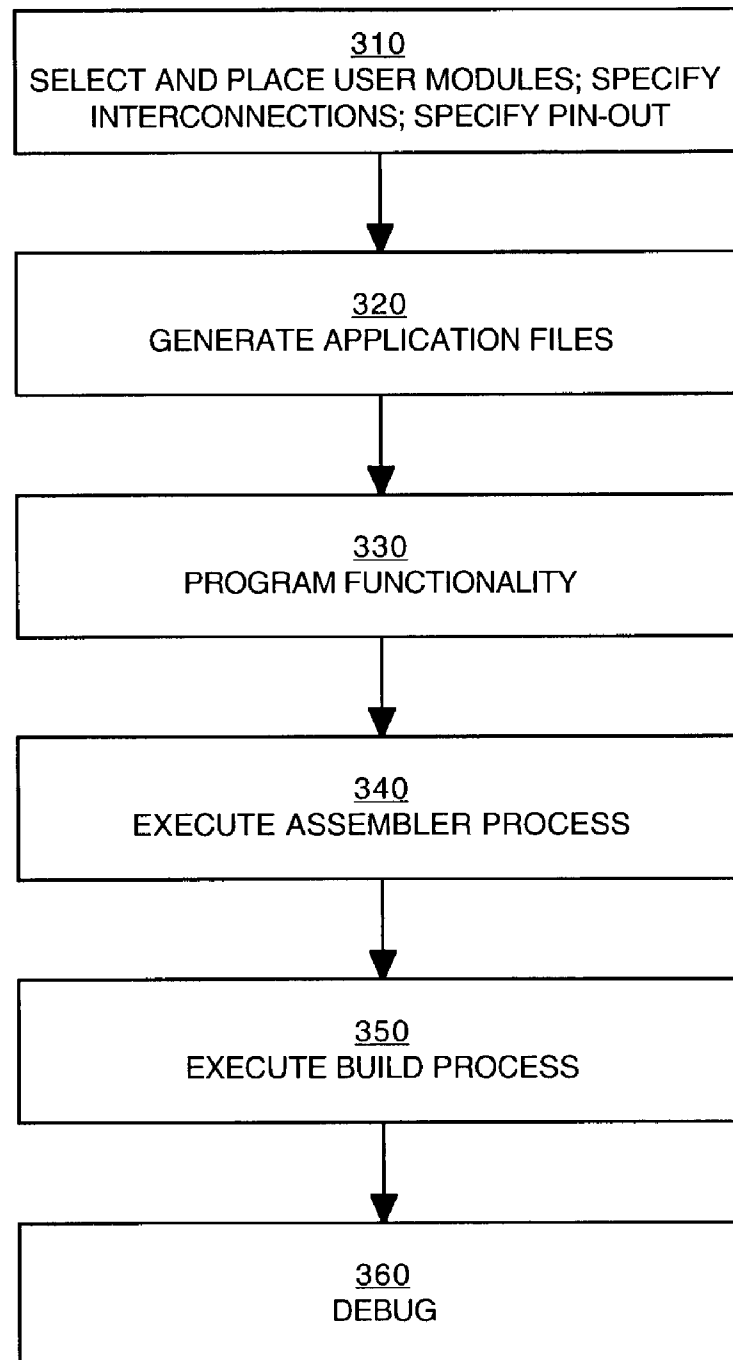 310
SELECT AND PLACE USER MODULES; SPECIFY
INTERCONNECTIONS; SPECIFY PIN-OUT
320
GENERATE APPLICATION FILES
330
PROGRAM FUNCTIONALITY
340
EXECUTE ASSEMBLER PROCESS
350
EXECUTE BUILD PROCESS
360
DEBUG